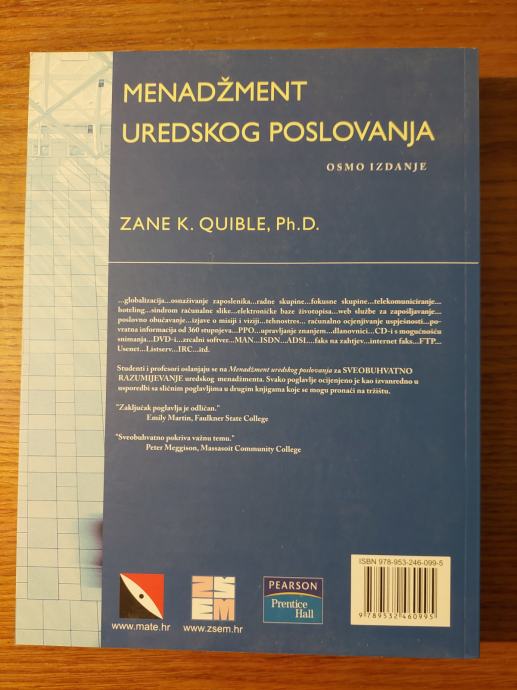 MENADŽMENT
UREDSKOG POSLOVANJA
OSMO IZDANJE
ZANE K. QUIBLE, Ph.D.
...globalizacija...osnaživanje zaposlenika...radne skupine...fokusne skupine...telekomuniciranje...
hoteling...sindrom računalne slike...elektroničke baze životopisa...web službe za zapošljavanje...
poslovno obučavanje...izjave o misiji i viziji...tehnostres... računalno ocjenjivanje uspješnosti...po-
vratna informacija od 360 stupnjeva...PPO...upravljanje znanjem...dlanovnici...CD-i s mogućnošću
snimanja...DVD-i...zrcalni softver...MAN...ISDN...ADSL...faks na zahtjev...internet faks...FTP...
Usenet...Listserv...IRC...itd.
Studenti i profesori oslanjaju se na Menadžment uredskog poslovanja za SVEOBUHVATNO
RAZUMIJEVANJE uredskog menadžmenta. Svako poglavlje ocijenjeno je kao izvanredno u
usporedbi sa sličnim poglavljima u drugim knjigama koje se mogu pronaći na tržištu.
"Zaključak poglavlja je odličan."
Emily Martin, Faulkner State College
"Sveobuhvatno pokriva važnu temu."
Peter Meggison, Massasoit Community College
ISBN 978-953-246-099-5
9 789532 460995
ZSEM
PEARSON
Prentice
Hall
www.mate.hr
www.zsem.hr